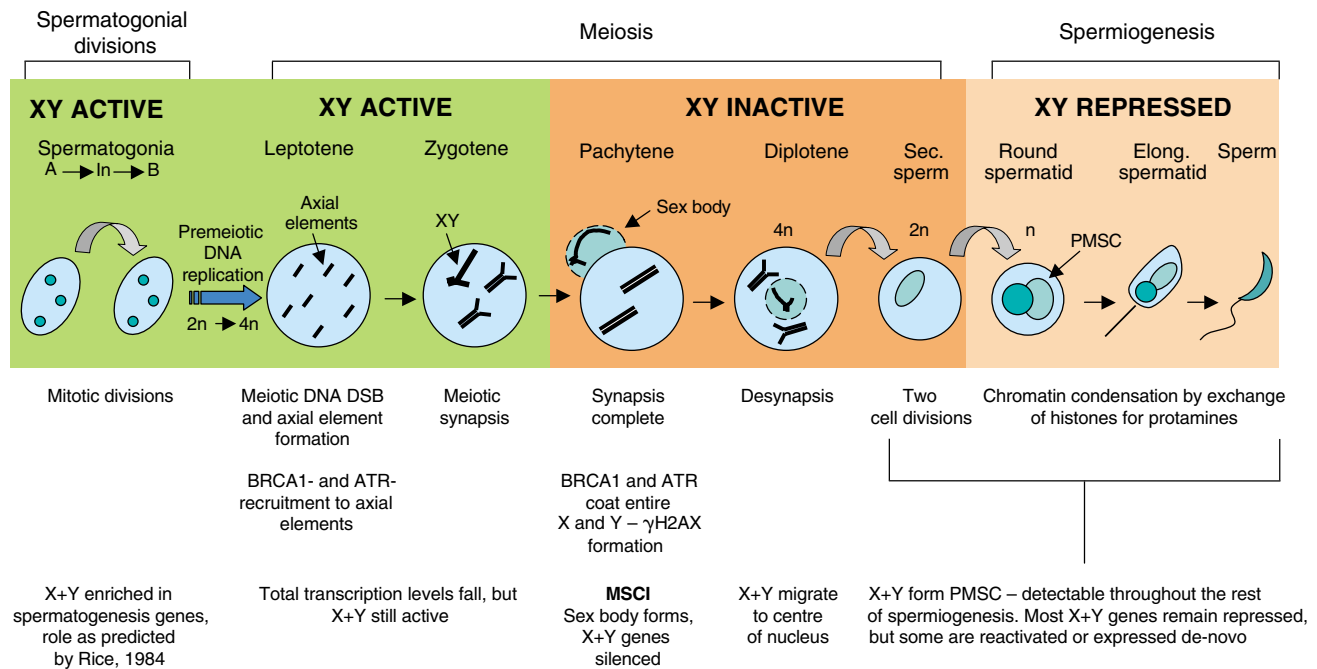 Spermatogonial
divisions
Meiosis
Spermiogenesis
XY ACTIVE
XY ACTIVE
XY INACTIVE
XY REPRESSED
Spermatogonia
A → In → B
Leptotene
Zygotene
Pachytene
Diplotene
Sec.
sperm
Round
spermatid
Elong.
spermatid
Sperm
Premeiotic
DNA
replication
2n → 4n
Axial
elements
XY
Sex body
4n
2n
n
PMSC
Mitotic divisions
Meiotic DNA DSB
and axial element
formation
Meiotic
synapsis
Synapsis
complete
Desynapsis
Two
cell divisions
Chromatin condensation by exchange
of histones for protamines
BRCA1- and ATR-
recruitment to axial
elements
BRCA1 and ATR
coat entire
X and Y – γH2AX
formation
X+Y enriched in
spermatogenesis genes,
role as predicted
by Rice, 1984
Total transcription levels fall, but
X+Y still active
MSCI
Sex body forms,
X+Y genes
silenced
X+Y migrate
to centre
of nucleus
X+Y form PMSC – detectable throughout the rest
of spermiogenesis. Most X+Y genes remain repressed,
but some are reactivated or expressed de-novo